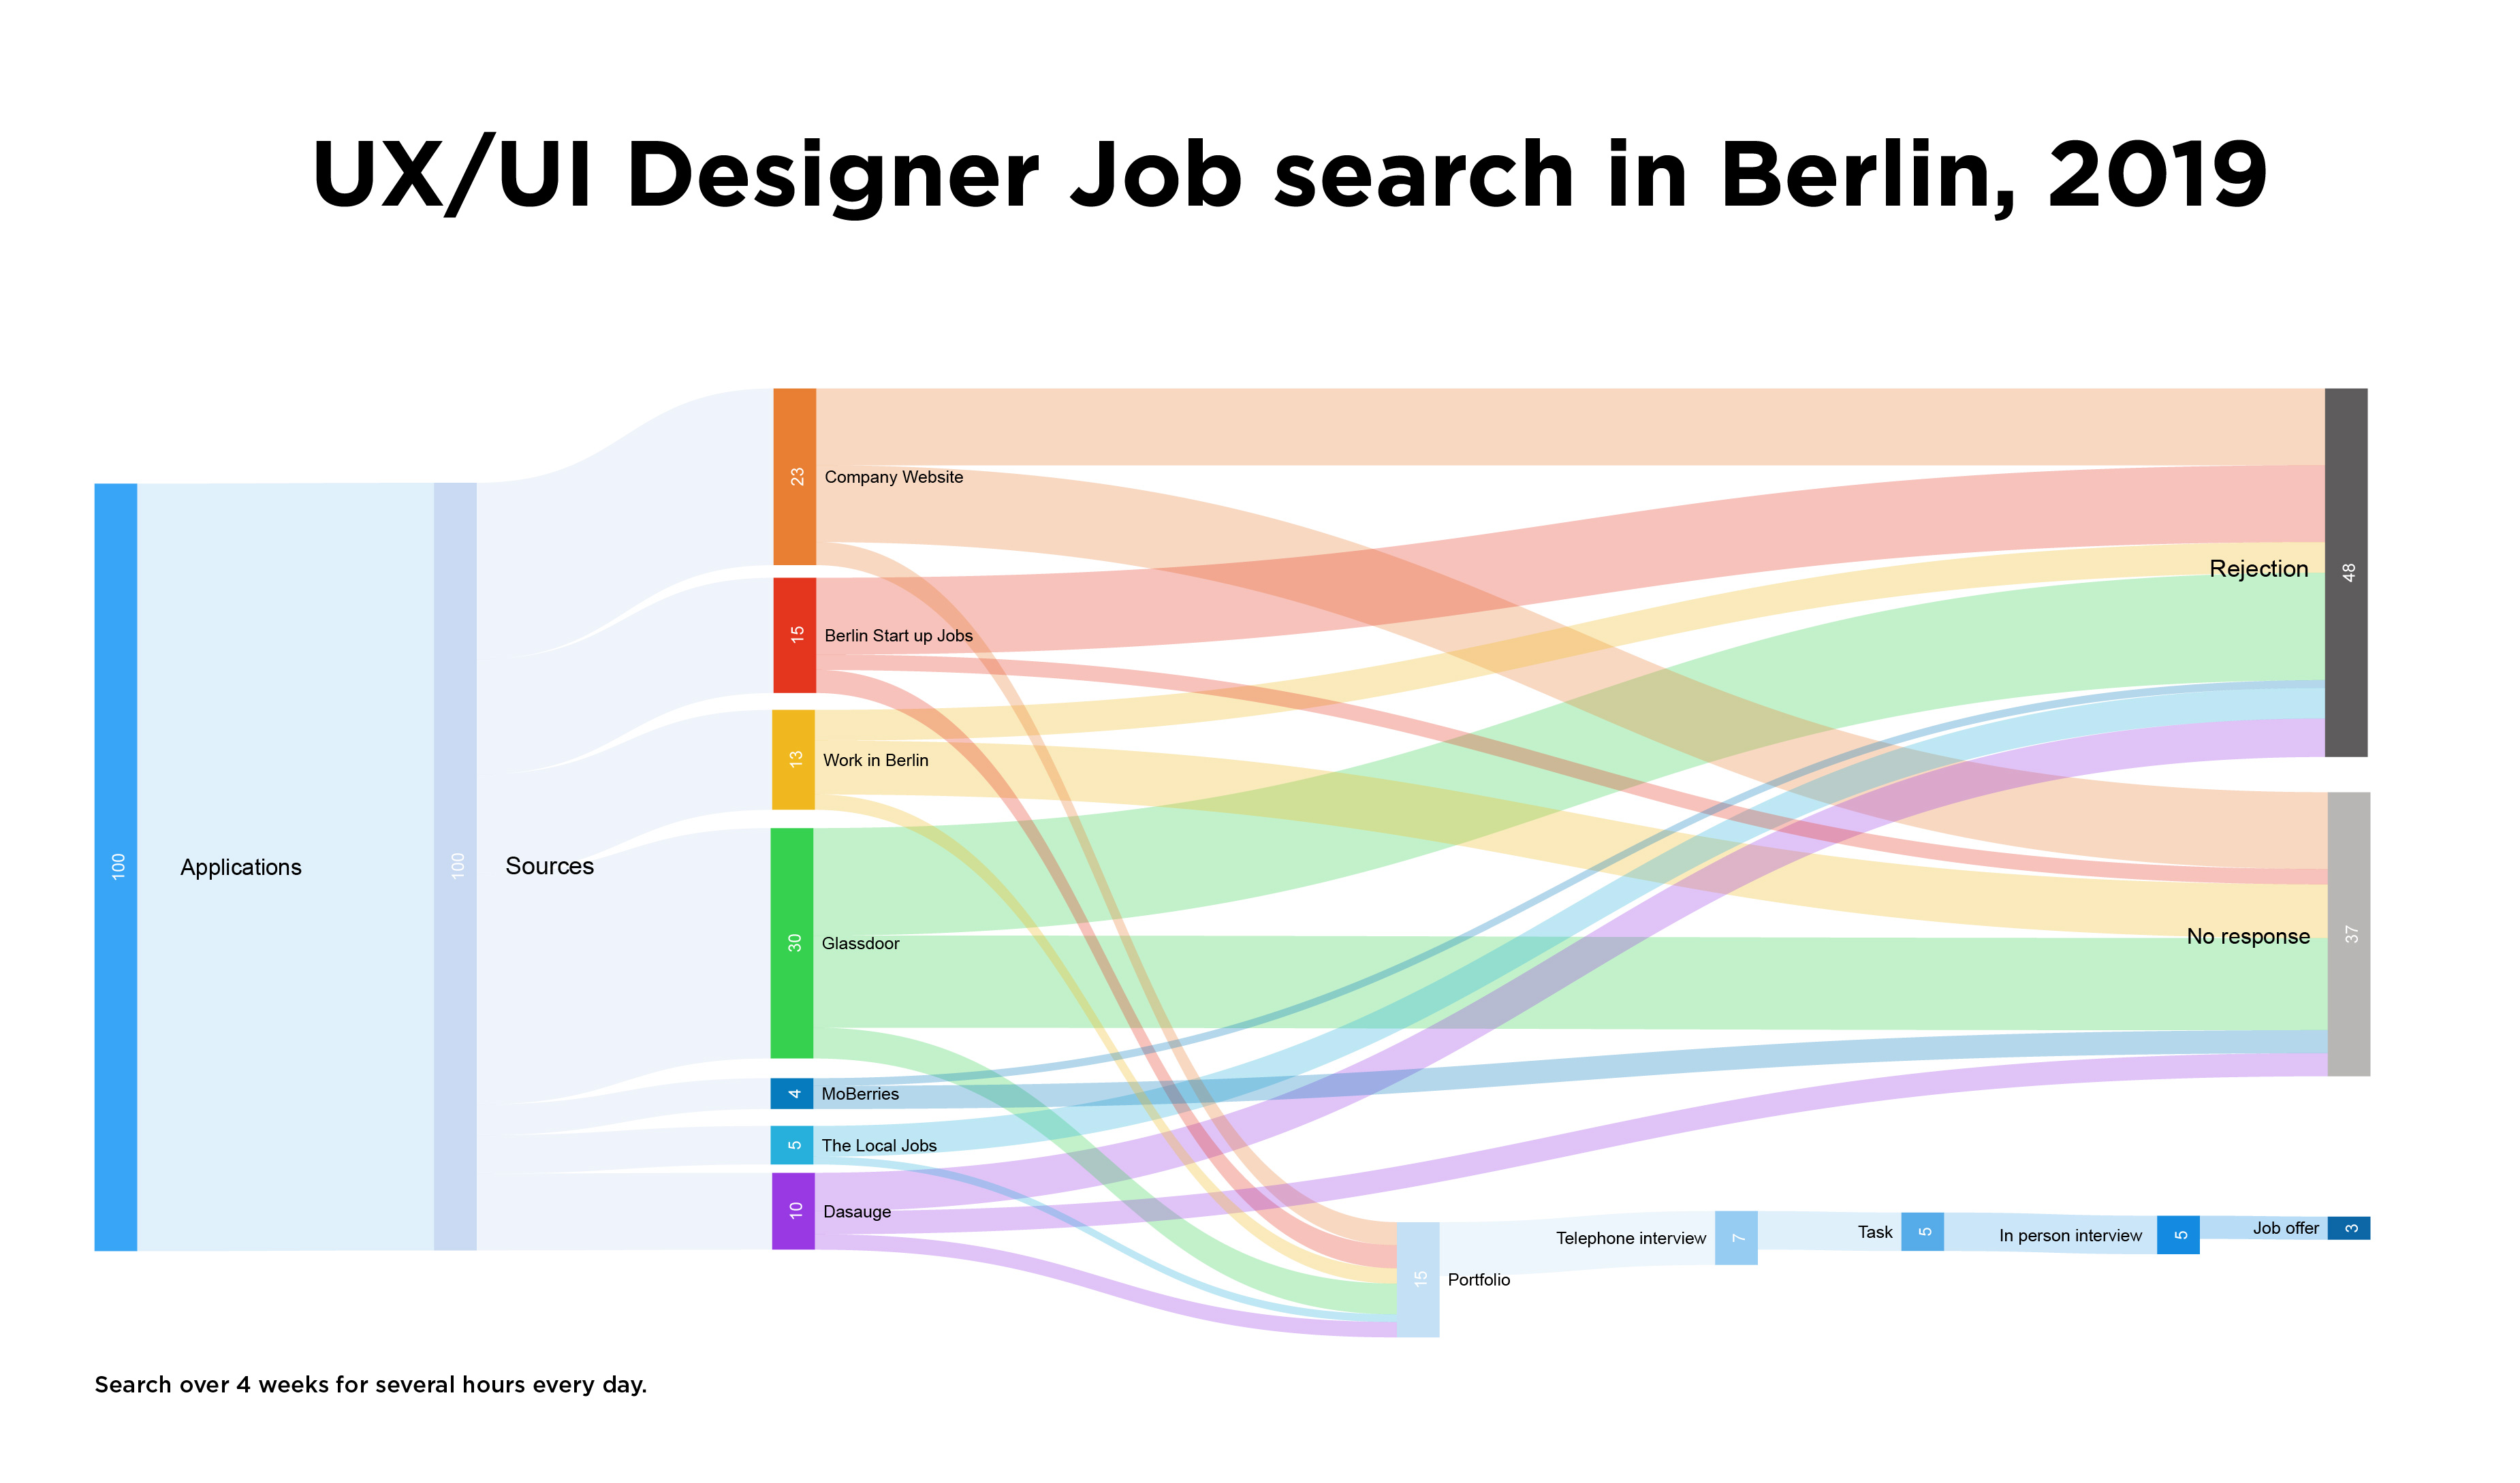 UX/UI Designer Job search in Berlin, 2019
100
Applications
100
Sources
23
Company Website
15
Berlin Start up Jobs
13
Work in Berlin
30
Glassdoor
4
MoBerries
5
The Local Jobs
10
Dasauge
Rejection
48
No response
37
15
Portfolio
Telephone interview
7
Task
5
In person interview
5
Job offer
3
Search over 4 weeks for several hours every day.